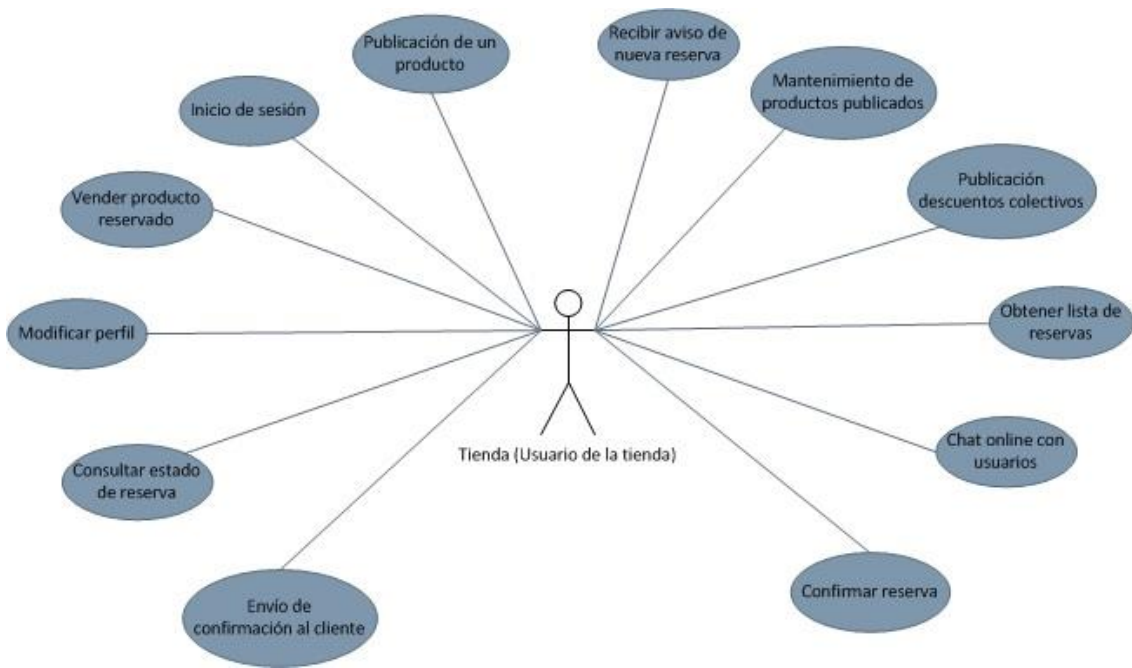 Publicación de un
producto
Recibir aviso de
nueva reserva
Inicio de sesión
Mantenimiento de
productos publicados
Vender producto
reservado
Publicación
descuentos colectivos
Modificar perfil
Obtener lista de
reservas
Tienda (Usuario de la tienda)
Consultar estado
de reserva
Chat online con
usuarios
Envío de
confirmación al cliente
Confirmar reserva